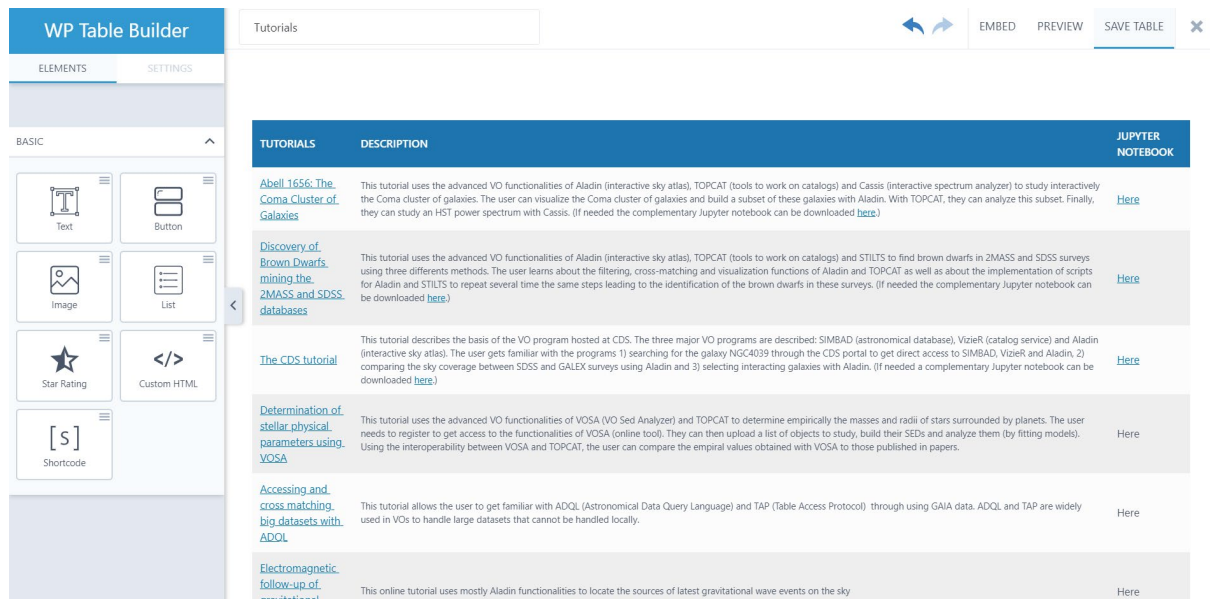 WP Table Builder
Tutorials
EMBED
PREVIEW
SAVE TABLE
ELEMENTS
SETTINGS
BASIC
Text
Button
Image
List
Star Rating
</>
Custom HTML
[s]
Shortcode
TUTORIALS
DESCRIPTION
JUPYTER
NOTEBOOK
Abell 1656: The
Coma Cluster of
Galaxies
This tutorial uses the advanced VO functionalities of Aladin (interactive sky atlas), TOPCAT (tools to work on catalogs) and Cassis (interactive spectrum analyzer) to study interactively
the Coma cluster of galaxies. The user can visualize the Coma cluster of galaxies and build a subset of these galaxies with Aladin. With TOPCAT, they can analyze this subset. Finally,
they can study an HST power spectrum with Cassis. (If needed the complementary Jupyter notebook can be downloaded here.)
Here
Discovery of
Brown Dwarfs
mining the
2MASS and SDSS
databases
This tutorial uses the advanced VO functionalities of Aladin (interactive sky atlas), TOPCAT (tools to work on catalogs) and STILTS to find brown dwarfs in 2MASS and SDSS surveys
using three differents methods. The user learns about the filtering, cross-matching and visualization functions of Aladin and TOPCAT as well as about the implementation of scripts
for Aladin and STILTS to repeat several time the same steps leading to the identification of the brown dwarfs in these surveys. (If needed the complementary Jupyter notebook can
be downloaded here.)
Here
The CDS tutorial
This tutorial describes the basis of the VO program hosted at CDS. The three major VO programs are described: SIMBAD (astronomical database), VizieR (catalog service) and Aladin
(interactive sky atlas). The user gets familiar with the programs 1) searching for the galaxy NGC4039 through the CDS portal to get direct access to SIMBAD, VizieR and Aladin, 2)
comparing the sky coverage between SDSS and GALEX surveys using Aladin and 3) selecting interacting galaxies with Aladin. (If needed a complementary Jupyter notebook can be
downloaded here.)
Here
Determination of
stellar physical
parameters using
VOSA
This tutorial uses the advanced VO functionalities of VOSA (VO Sed Analyzer) and TOPCAT to determine empirically the masses and radii of stars surrounded by planets. The user
needs to register to get access to the functionalities of VOSA (online tool). They can then upload a list of objects to study, build their SEDs and analyze them (by fitting models).
Using the interoperability between VOSA and TOPCAT, the user can compare the empiral values obtained with VOSA to those published in papers.
Here
Accessing and
cross matching
big datasets with
ADQL
This tutorial allows the user to get familiar with ADQL (Astronomical Data Query Language) and TAP (Table Access Protocol) through using GAIA data. ADQL and TAP are widely
used in VOs to handle large datasets that cannot be handled locally.
Here
Electromagnetic
follow-up of
gravitational
This online tutorial uses mostly Aladin functionalities to locate the sources of latest gravitational wave events on the sky
Here